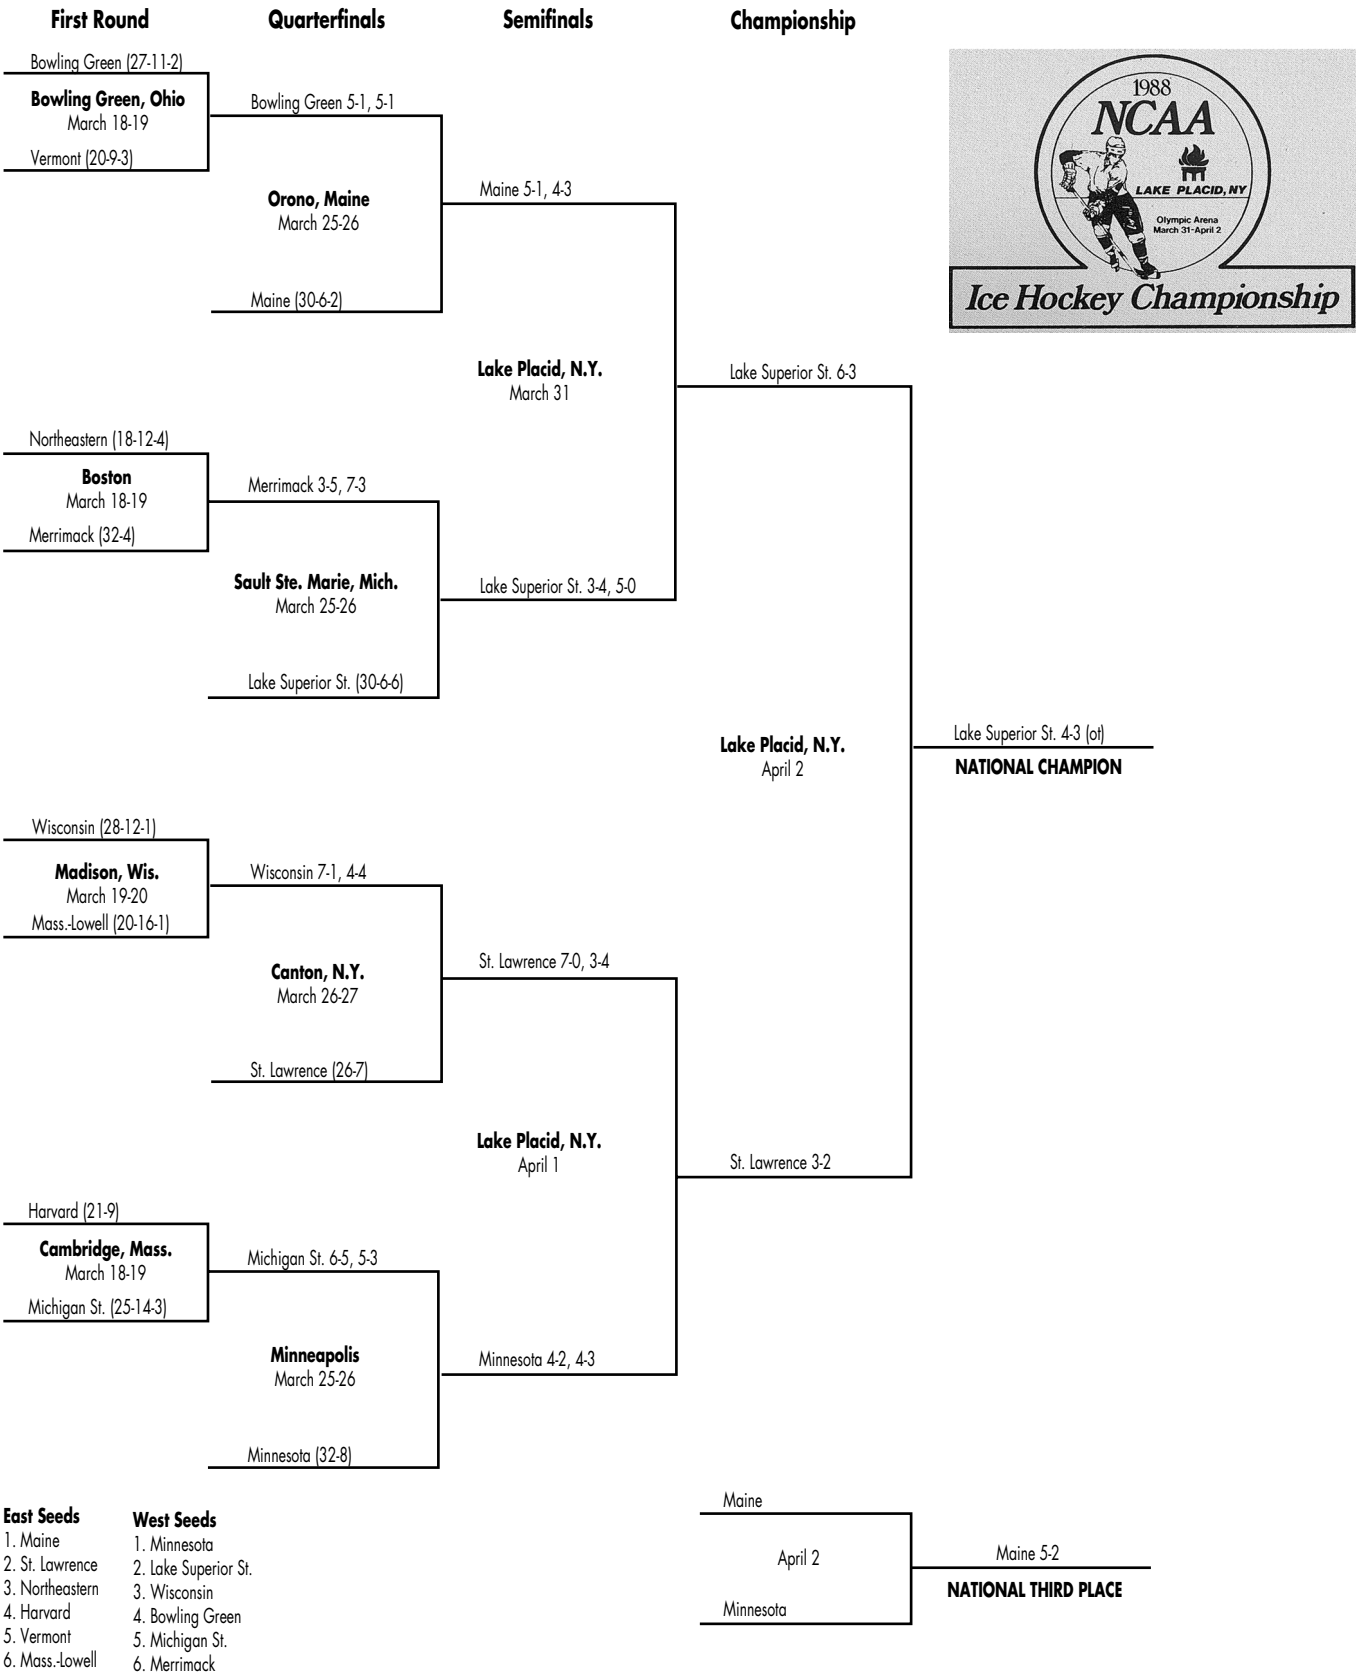 First Round
Quarterfinals
Semifinals
Championship
Bowling Green (27-11-2)
Bowling Green, Ohio
March 18-19
Vermont (20-9-3)
Bowling Green 5-1, 5-1
Orono, Maine
March 25-26
Maine (30-6-2)
Maine 5-1, 4-3
Lake Placid, N.Y.
March 31
Northeastern (18-12-4)
Boston
March 18-19
Merrimack (32-4)
Merrimack 3-5, 7-3
Sault Ste. Marie, Mich.
March 25-26
Lake Superior St. (30-6-6)
Lake Superior St. 3-4, 5-0
Lake Superior St. 6-3
Lake Placid, N.Y.
April 2
Lake Superior St. 4-3 (ot)
NATIONAL CHAMPION
Wisconsin (28-12-1)
Madison, Wis.
March 19-20
Mass.-Lowell (20-16-1)
Wisconsin 7-1, 4-4
Canton, N.Y.
March 26-27
St. Lawrence (26-7)
St. Lawrence 7-0, 3-4
Lake Placid, N.Y.
April 1
St. Lawrence 3-2
Harvard (21-9)
Cambridge, Mass.
March 18-19
Michigan St. (25-14-3)
Michigan St. 6-5, 5-3
Minneapolis
March 25-26
Minnesota (32-8)
Minnesota 4-2, 4-3
1988
NCAA
LAKE PLACID, NY
Olympic Arena
March 31-April 2
Ice Hockey Championship
East Seeds
1. Maine
2. St. Lawrence
3. Northeastern
4. Harvard
5. Vermont
6. Mass.-Lowell
West Seeds
1. Minnesota
2. Lake Superior St.
3. Wisconsin
4. Bowling Green
5. Michigan St.
6. Merrimack
Maine
April 2
Minnesota
Maine 5-2
NATIONAL THIRD PLACE